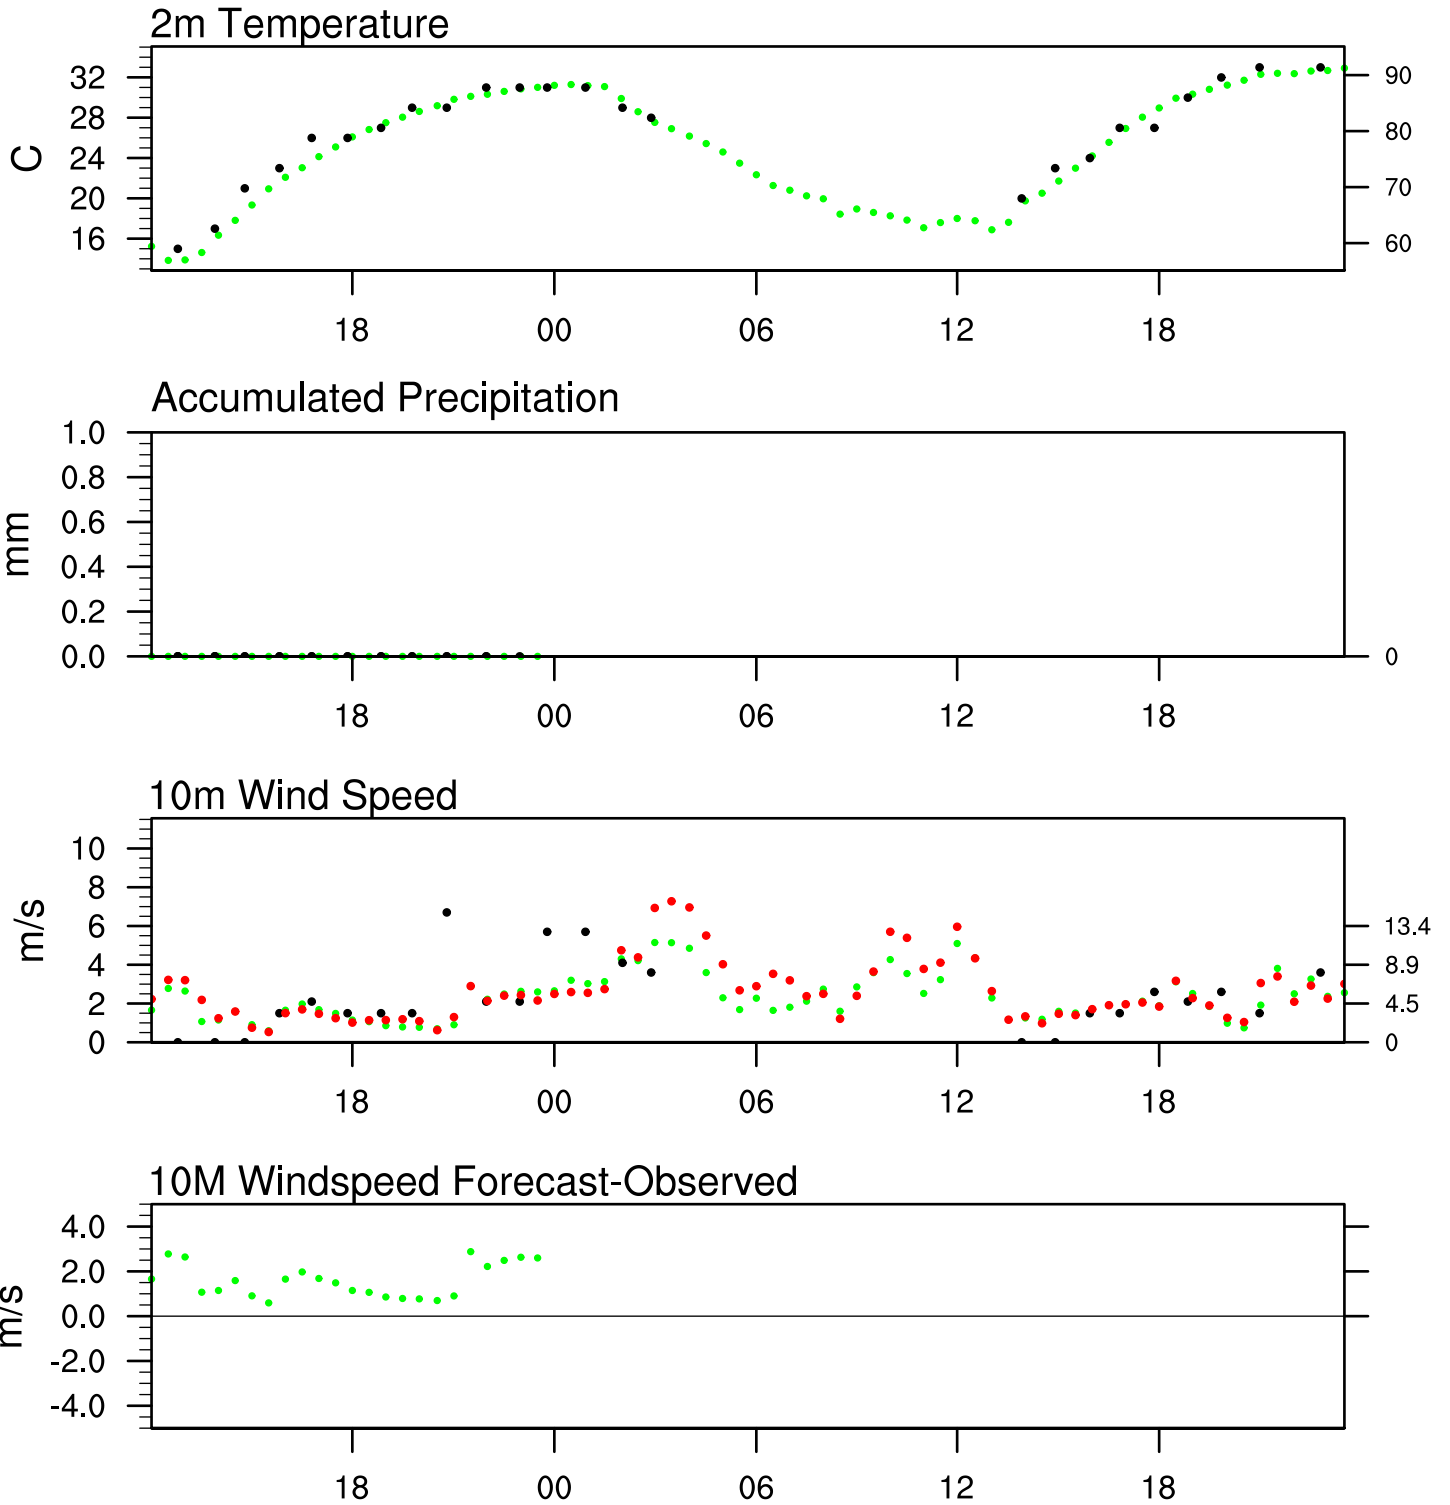 2m Temperature
C
32
28
24
20
16
90
80
70
60
18 00 06 12 18
Accumulated Precipitation
mm
1.0
0.8
0.6
0.4
0.2
0.0
0
18 00 06 12 18
10m Wind Speed
m/s
10
8
6
4
2
0
13.4
8.9
4.5
0
18 00 06 12 18
10M Windspeed Forecast-Observed
m/s
4.0
2.0
0.0
-2.0
-4.0
18 00 06 12 18